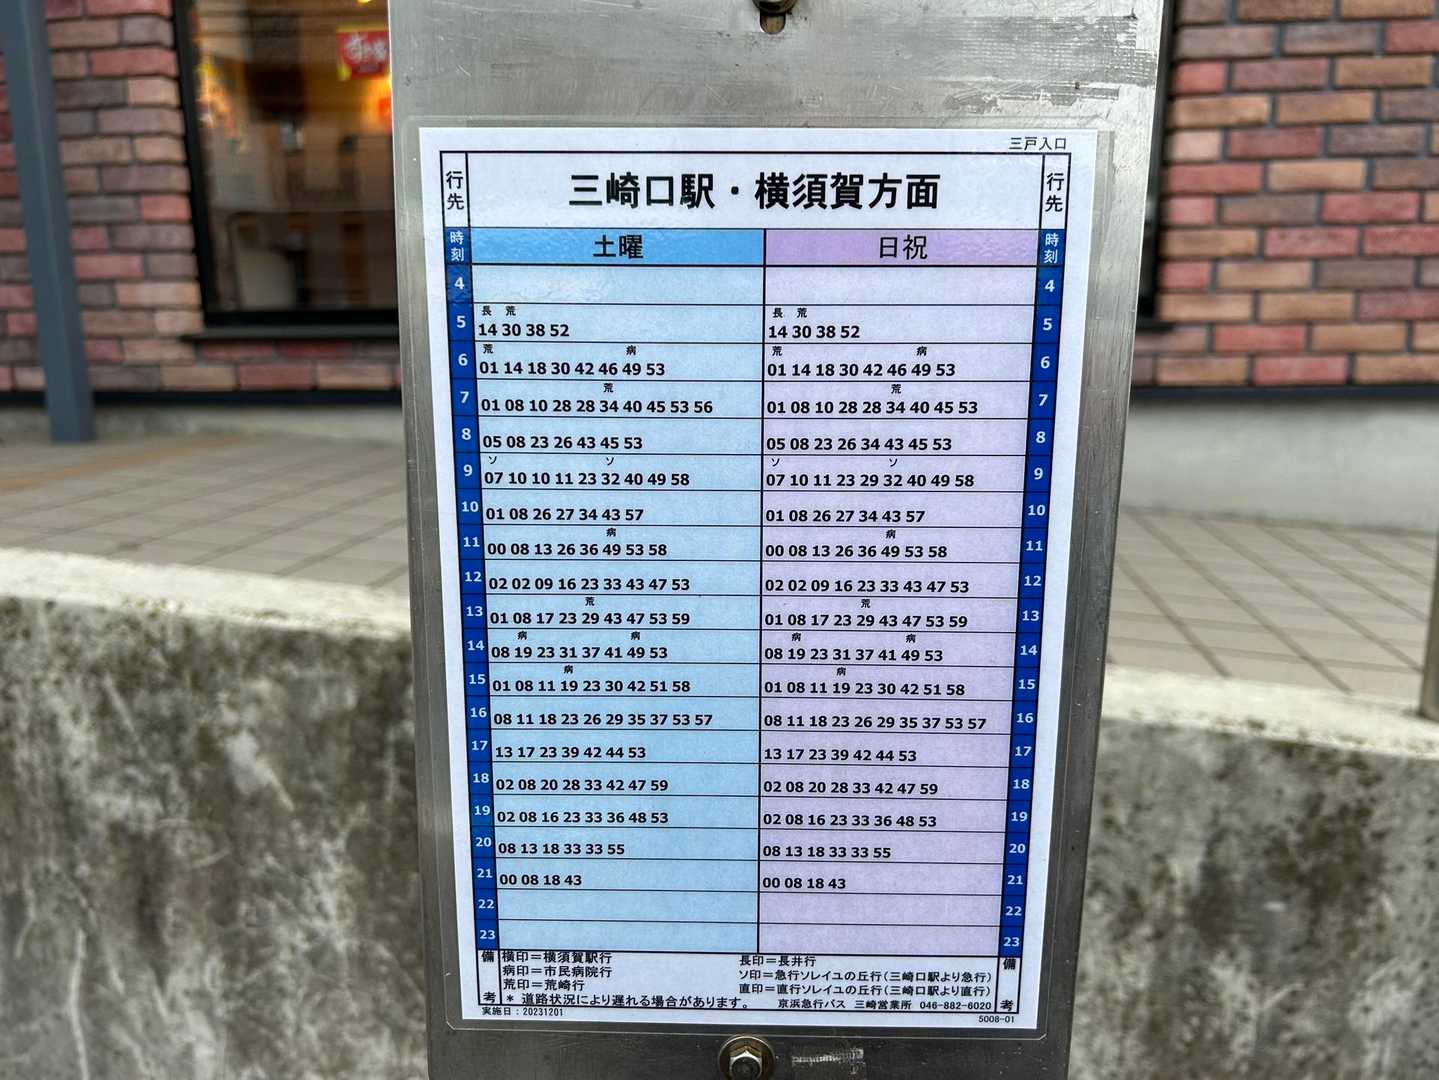 すき家
三戸入口
行先 三崎口駅・横須賀方面 行先
時刻 土曜 日祝 時刻
4 4
長 荒 長 荒
5 14 30 38 52 14 30 38 52 5
荒 病 荒 病
6 01 14 18 30 42 46 49 53 01 14 18 30 42 46 49 53 6
荒 荒
7 01 08 10 28 28 34 40 45 53 56 01 08 10 28 28 34 40 45 53 7
8 05 08 23 26 43 45 53 05 08 23 26 34 43 45 53 8
ソ ソ ソ ソ
9 07 10 10 11 23 32 40 49 58 07 10 11 23 29 32 40 49 58 9
10 01 08 26 27 34 43 57 01 08 26 27 34 43 57 10
病 病
11 00 08 13 26 36 49 53 58 00 08 13 26 36 49 53 58 11
12 02 02 09 16 23 33 43 47 53 02 02 09 16 23 33 43 47 53 12
荒 荒
13 01 08 17 23 29 43 47 53 59 01 08 17 23 29 43 47 53 59 13
病 病 病 病
14 08 19 23 31 37 41 49 53 08 19 23 31 37 41 49 53 14
病 病
15 01 08 11 19 23 30 42 51 58 01 08 11 19 23 30 42 51 58 15
16 08 11 18 23 26 29 35 37 53 57 08 11 18 23 26 29 35 37 53 57 16
17 13 17 23 39 42 44 53 13 17 23 39 42 44 53 17
18 02 08 20 28 33 42 47 59 02 08 20 28 33 42 47 59 18
19 02 08 16 23 33 36 48 53 02 08 16 23 33 36 48 53 19
20 08 13 18 33 33 55 08 13 18 33 33 55 20
21 00 08 18 43 00 08 18 43 21
22 22
23 23
備考 横印＝横須賀駅行 長印＝長井行 備考
病印＝市民病院行 ソ印＝急行ソレイユの丘行(三崎口駅より急行)
荒印＝荒崎行 直印＝直行ソレイユの丘行(三崎口駅より直行)
* 道路状況により遅れる場合があります。 京浜急行バス 三崎営業所 046-882-6020
実施日：20231201 5008-01